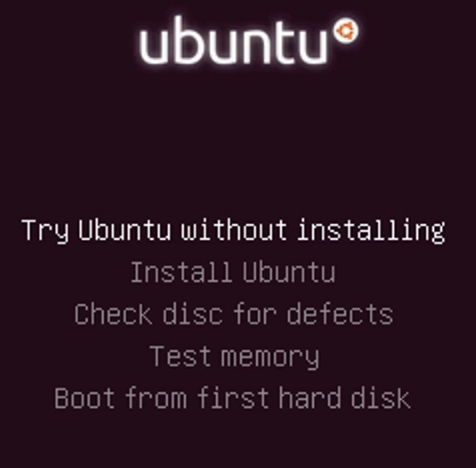 ubuntu
Try Ubuntu without installing
Install Ubuntu
Check disc for defects
Test memory
Boot from first hard disk